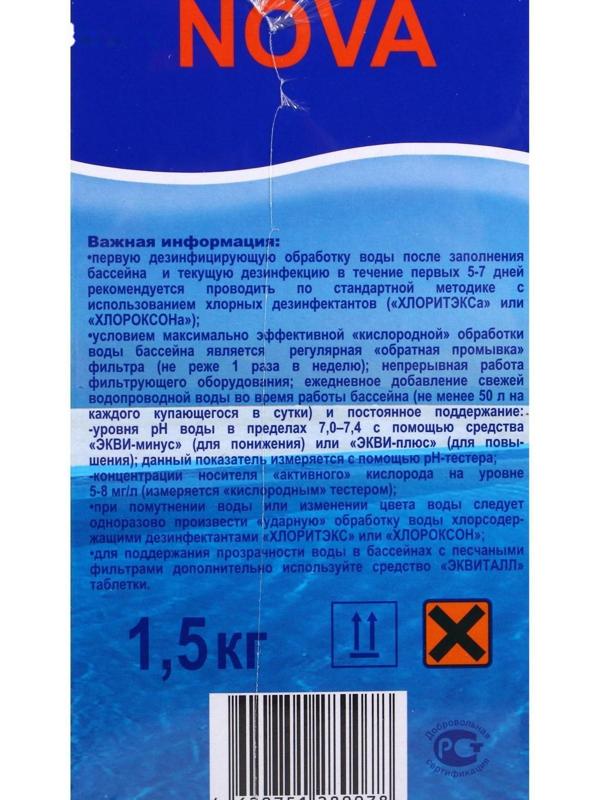 NOVA
Важная информация:
•первую дезинфицирующую обработку воды после заполнения
бассейна и текущую дезинфекцию в течение первых 5-7 дней
рекомендуется проводить по стандартной методике с
использованием хлорных дезинфектантов («ХЛОРИТЭКСа» или
«ХЛОРОКСОНа»);
•условием максимально эффективной «кислородной» обработки
воды бассейна является регулярная «обратная промывка»
фильтра (не реже 1 раза в неделю); непрерывная работа
фильтрующего оборудования; ежедневное добавление свежей
водопроводной воды во время работы бассейна (не менее 50 л на
каждого купающегося в сутки) и постоянное поддержание:
-уровня pH воды в пределах 7,0–7,4 с помощью средства
«ЭКВИ-минус» (для понижения) или «ЭКВИ-плюс» (для повы-
шения); данный показатель измеряется с помощью pH-тестера;
-концентрации носителя «активного» кислорода на уровне
5-8 мг/л (измеряется «кислородным» тестером);
•при помутнении воды или изменении цвета воды следует
одноразово произвести «ударную» обработку воды хлорсодер-
жащими дезинфектантами «ХЛОРИТЭКС» или «ХЛОРОКСОН»;
•для поддержания прозрачности воды в бассейнах с песчаными
фильтрами дополнительно используйте средство «ЭКВИТАЛЛ»
таблетки.
1,5 кг
Добровольная
РСТ
сертификация